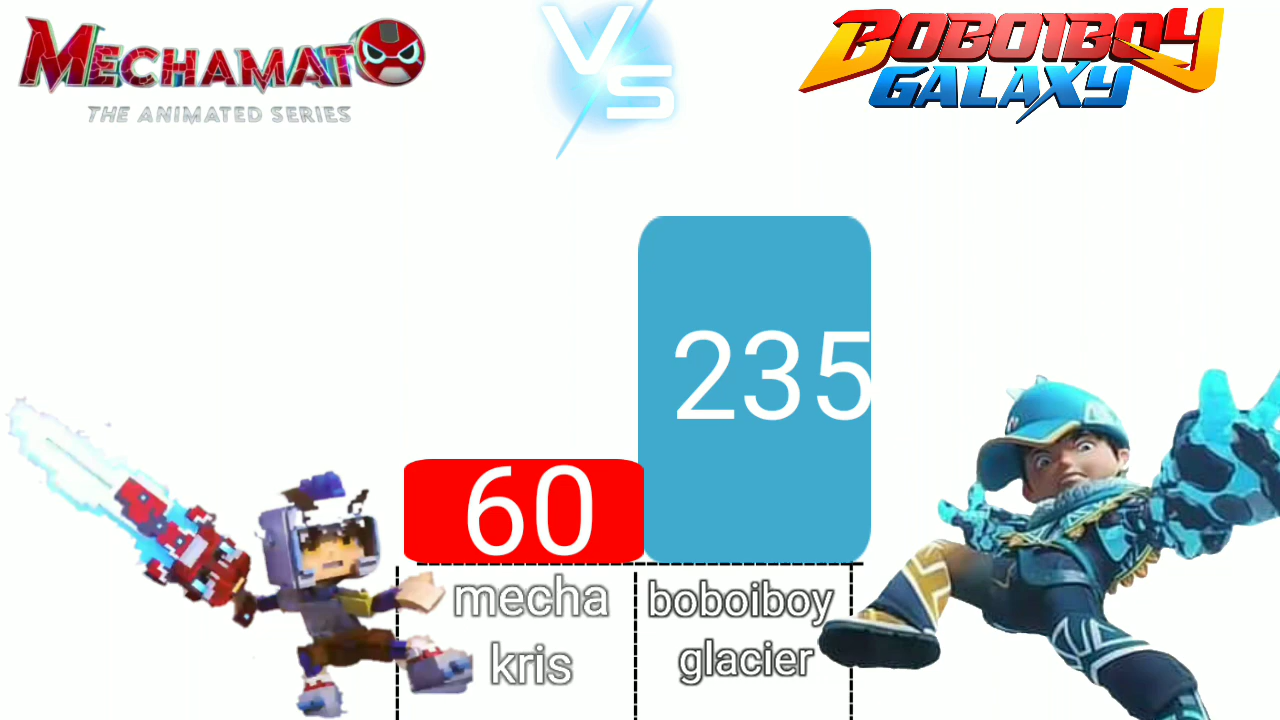 MECHAMATO
THE ANIMATED SERIES
VS
BOBOIBOY
GALAXY
235
60
mecha
kris
boboiboy
glacier